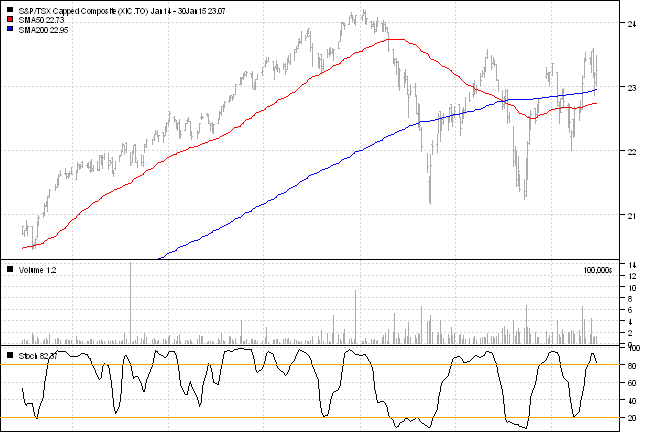 S&P/TSX Capped Composite (XIC.TO) Jan14 - 30Jan15 23.07
SMA50 22.73
SMA200 22.95
24
23
22
21
Volume 1.2
100,000s
14
12
10
8
6
4
2
0
Stoch 82.37
100
80
60
40
20